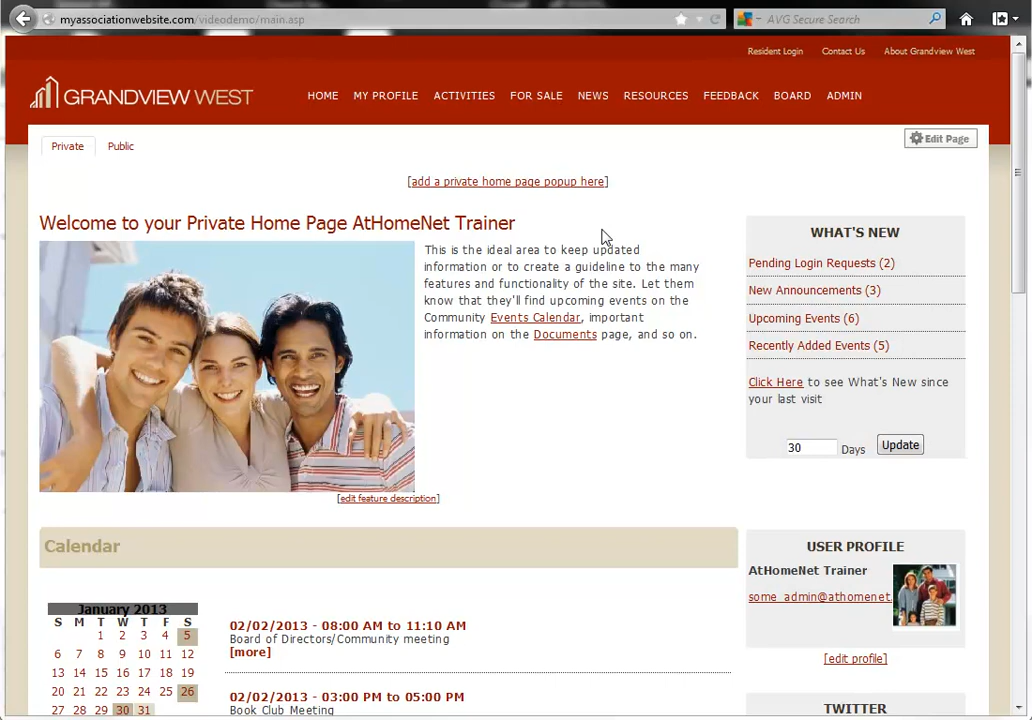 myassociationwebsite.com/videodemo/main.asp
AVG Secure Search
Resident Login Contact Us About Grandview West
GRANDVIEW WEST
HOME MY PROFILE ACTIVITIES FOR SALE NEWS RESOURCES FEEDBACK BOARD ADMIN
Private Public
Edit Page
[add a private home page popup here]
Welcome to your Private Home Page AtHomeNet Trainer
This is the ideal area to keep updated
information or to create a guideline to the many
features and functionality of the site. Let them
know that they'll find upcoming events on the
Community Events Calendar, important
information on the Documents page, and so on.
[edit feature description]
WHAT'S NEW
Pending Login Requests (2)
New Announcements (3)
Upcoming Events (6)
Recently Added Events (5)
Click Here to see What's New since
your last visit
30 Days Update
Calendar
January 2013
S M T W T F S
1 2 3 4 5
6 7 8 9 10 11 12
13 14 15 16 17 18 19
20 21 22 23 24 25 26
27 28 29 30 31
02/02/2013 - 08:00 AM to 11:10 AM
Board of Directors/Community meeting
[more]
02/02/2013 - 03:00 PM to 05:00 PM
Book Club Meeting
USER PROFILE
AtHomeNet Trainer
some_admin@athomenet.
[edit profile]
TWITTER